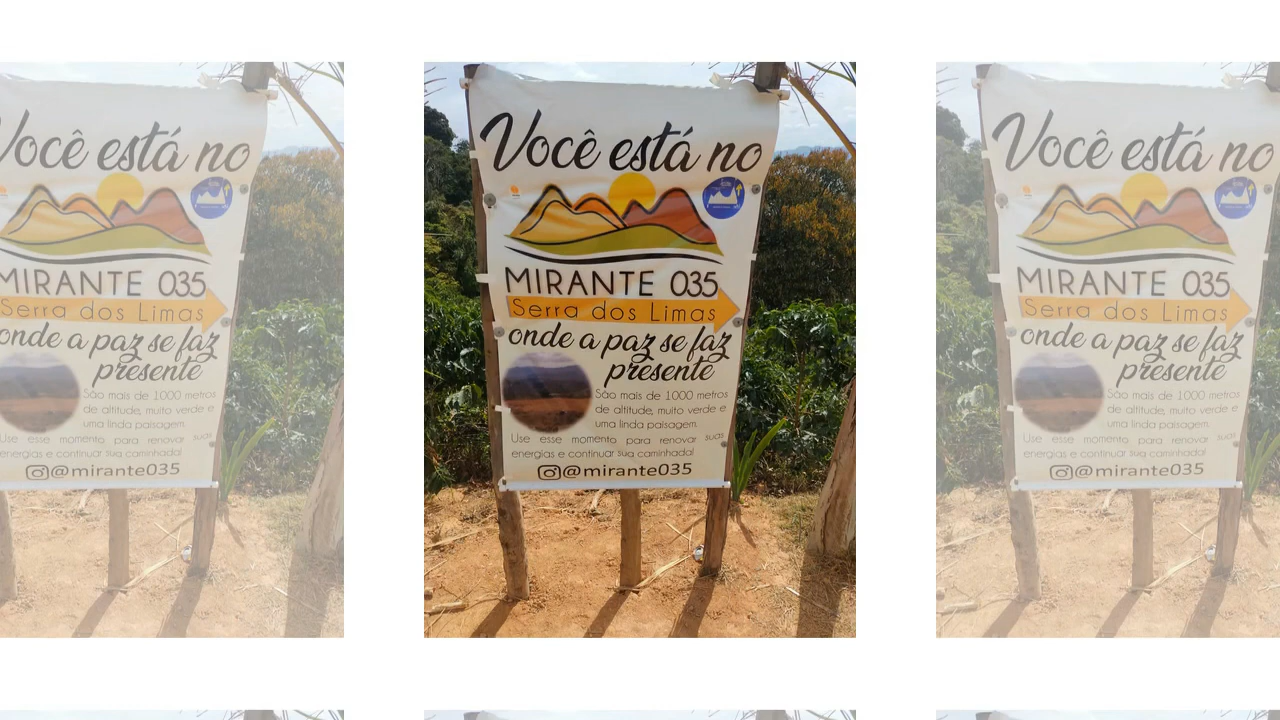 Você está no
MIRANTE 035
Serra dos Limas
onde a paz se faz
presente
São mais de 1000 metros
de altitude, muito verde e
uma linda paisagem.
Use esse momento para renovar suas
energias e continuar sua caminhada!
@mirante035